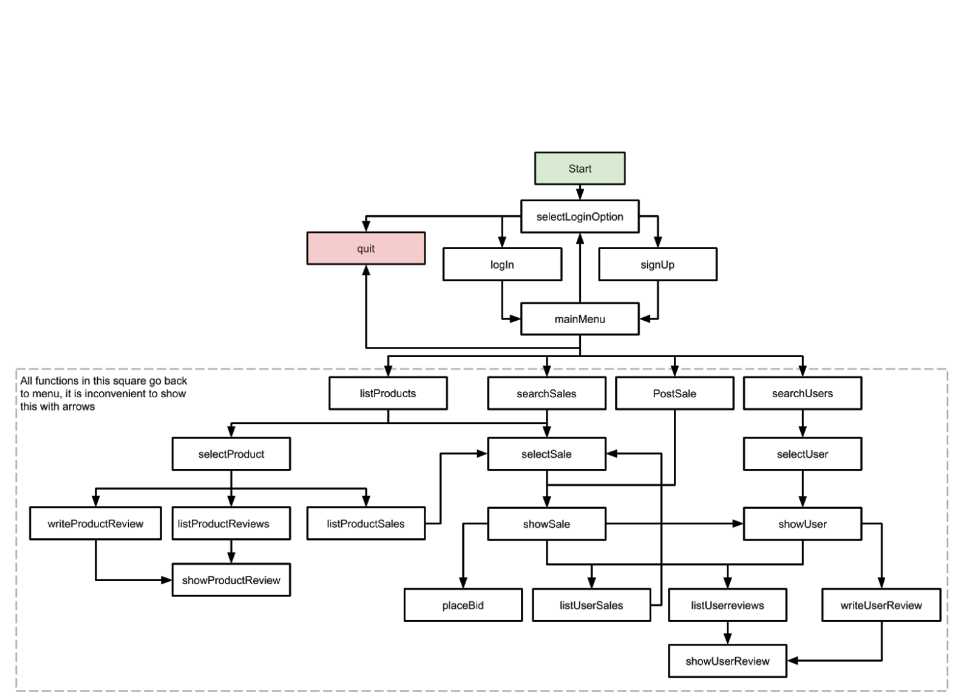 Start
selectLoginOption
quit
logIn
signUp
mainMenu
All functions in this square go back
to menu, it is inconvenient to show
this with arrows
listProducts
searchSales
PostSale
searchUsers
selectProduct
selectSale
selectUser
writeProductReview
listProductReviews
listProductSales
showSale
showUser
showProductReview
placeBid
listUserSales
listUserreviews
writeUserReview
showUserReview